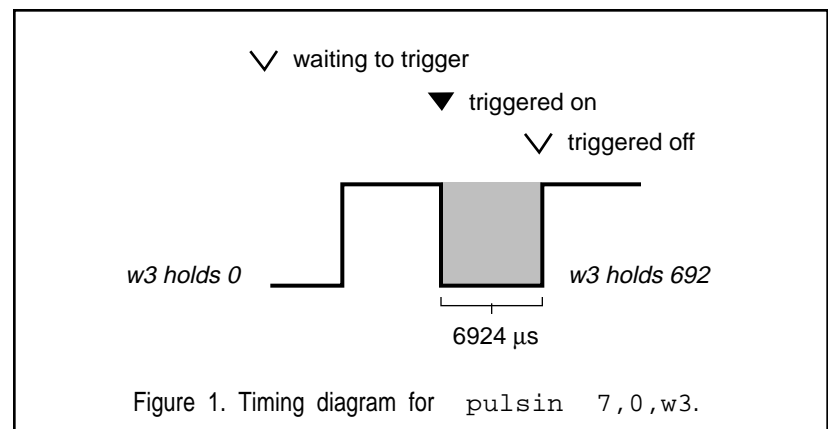 waiting to trigger
triggered on
triggered off
w3 holds 0
w3 holds 692
6924 µs
Figure 1. Timing diagram for pulsin 7,0,w3.